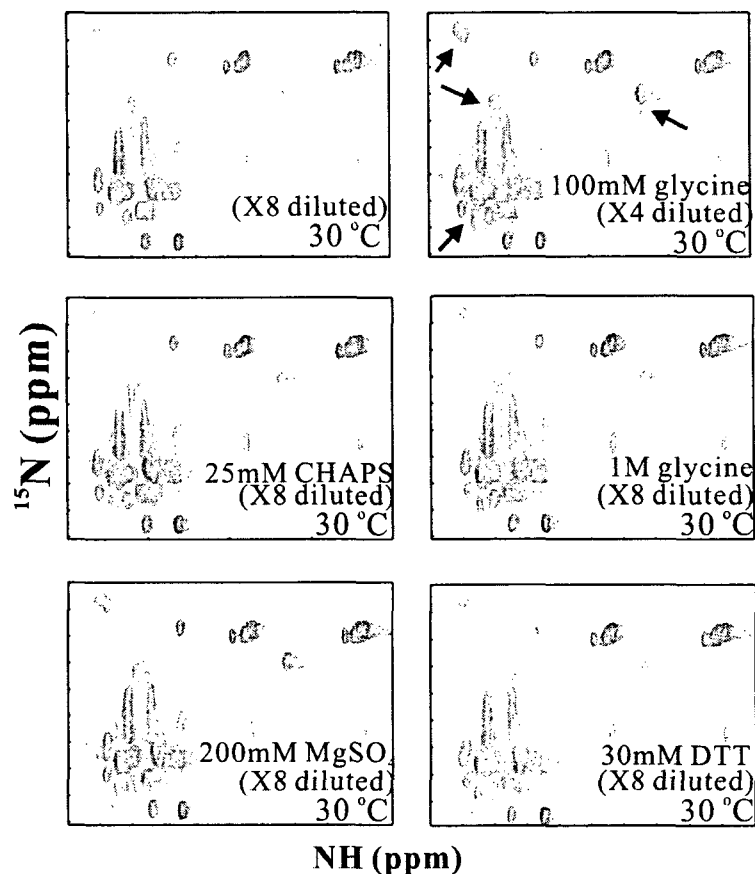 (X8 diluted)
30 °C
100mM glycine
(X4 diluted)
30 °C
¹⁵N (ppm)
25mM CHAPS
(X8 diluted)
30 °C
1M glycine
(X8 diluted)
30 °C
200mM MgSO
(X8 diluted)
30 °C
30mM DTT
(X8 diluted)
30 °C
NH (ppm)